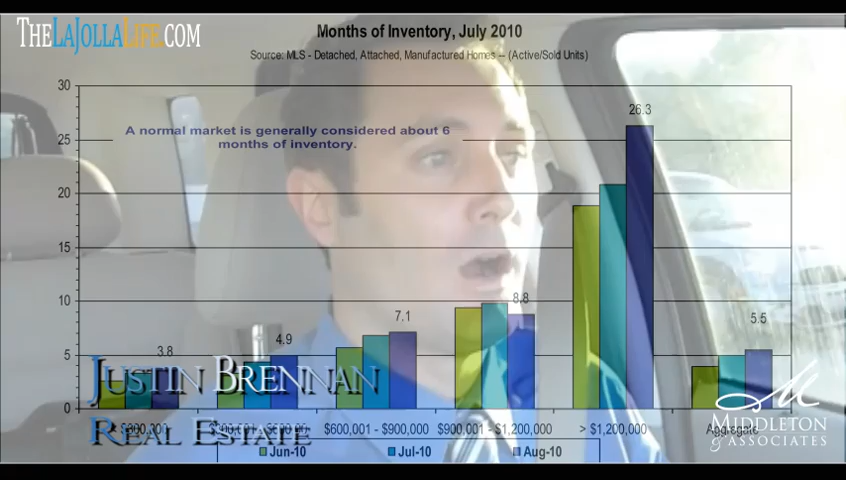 THELAJOLLALIFE.COM
Months of Inventory, July 2010
Source: MLS - Detached, Attached, Manufactured Homes -- (Active/Sold Units)
30
A normal market is generally considered about 6
months of inventory.
25
26.3
20
15
10
8.8
7.1
5.5
5
4.9
3.8
0
JUSTIN BRENNAN
REAL ESTATE
$600,001 - $900,000
$900,001 - $1,200,000
> $1,200,000
Aggregate
Jun-10
Jul-10
Aug-10
M
MIDDLETON
& ASSOCIATES